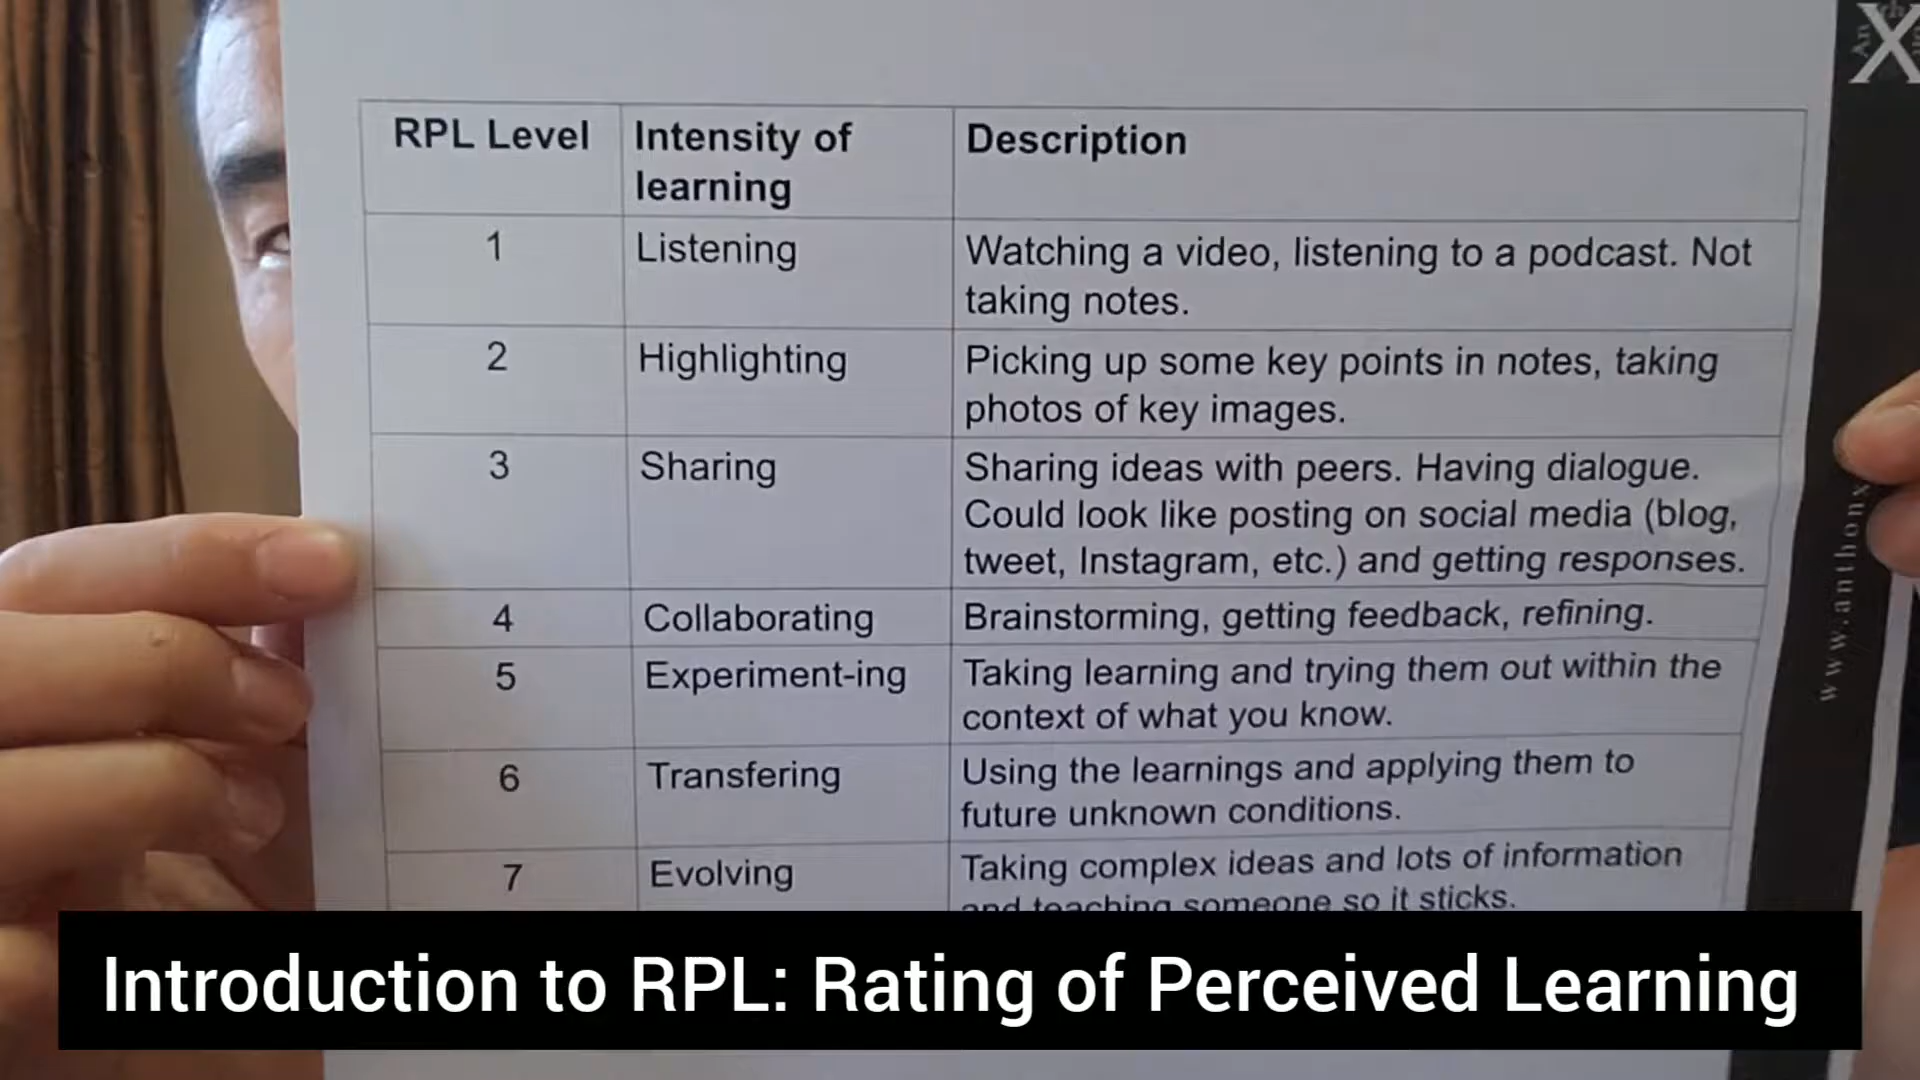 RPL Level
Intensity of
learning
Description
1
Listening
Watching a video, listening to a podcast. Not
taking notes.
2
Highlighting
Picking up some key points in notes, taking
photos of key images.
3
Sharing
Sharing ideas with peers. Having dialogue.
Could look like posting on social media (blog,
tweet, Instagram, etc.) and getting responses.
4
Collaborating
Brainstorming, getting feedback, refining.
5
Experiment-ing
Taking learning and trying them out within the
context of what you know.
6
Transfering
Using the learnings and applying them to
future unknown conditions.
7
Evolving
Taking complex ideas and lots of information
and teaching someone so it sticks.
www.anthonx
X
Introduction to RPL: Rating of Perceived Learning